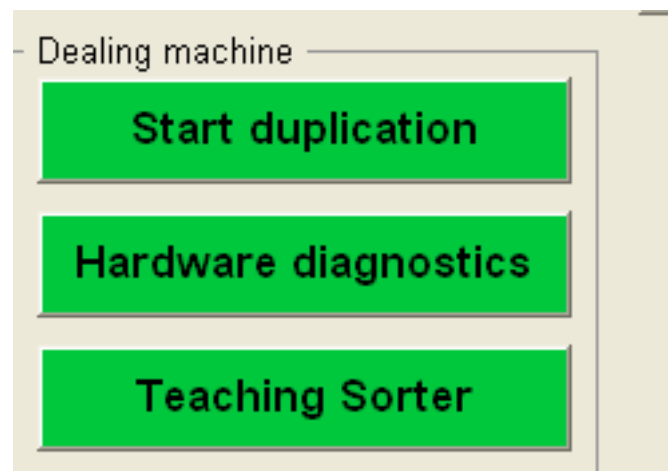 Dealing machine
Start duplication
Hardware diagnostics
Teaching Sorter